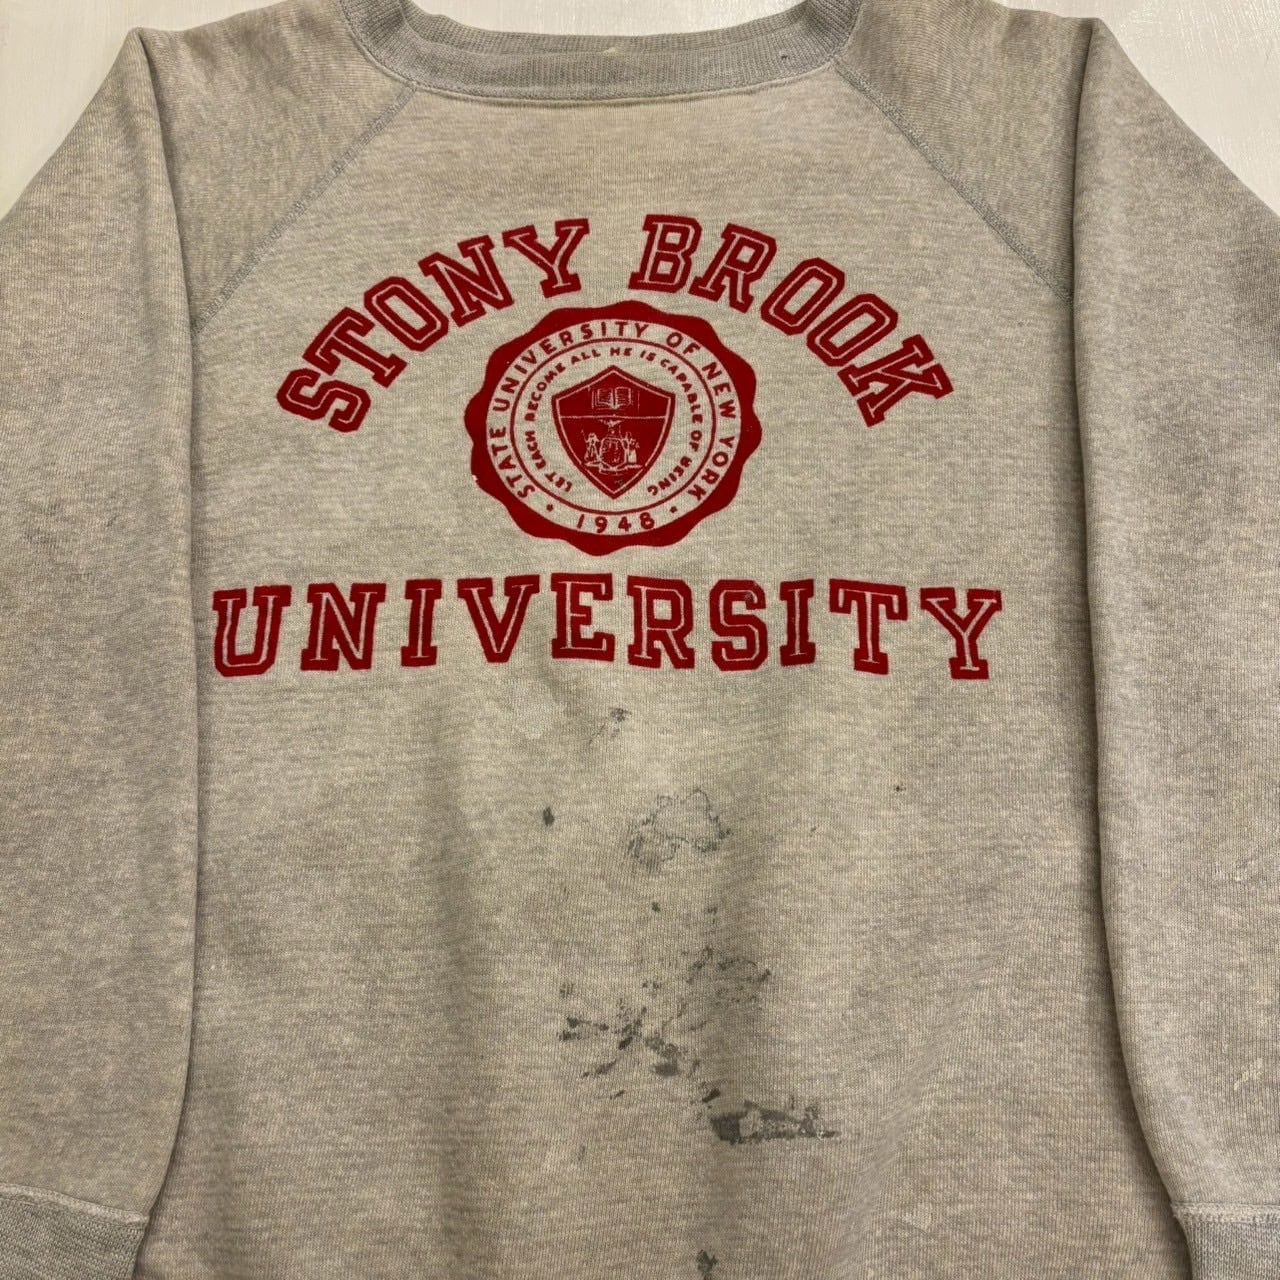 STONY BROOK
STATE UNIVERSITY OF NEW YORK
LET EACH BECOME ALL HE IS CAPABLE OF BEING
• 1948 •
UNIVERSITY